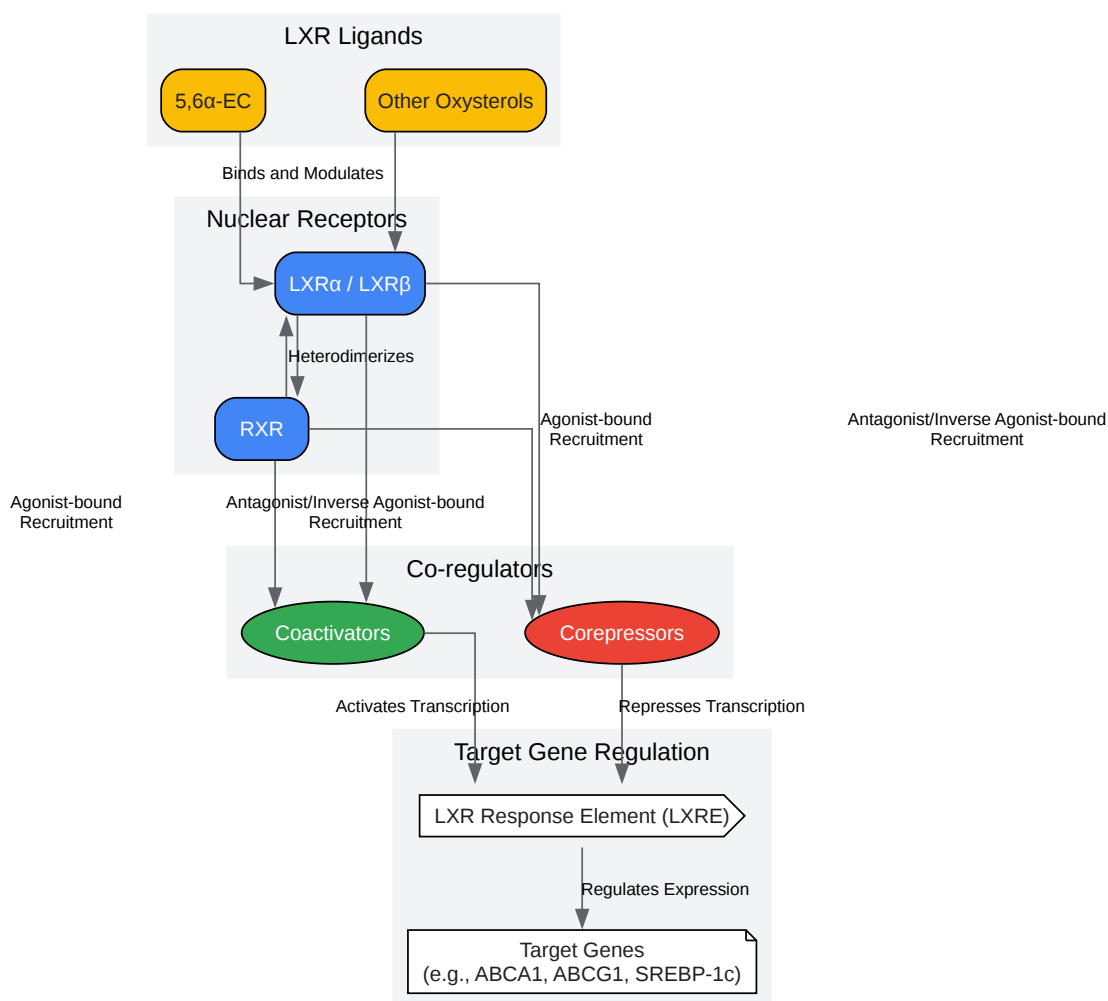 LXR Ligands
5,6α-EC
Other Oxysterols
Binds and Modulates
Nuclear Receptors
LXRα / LXRβ
Heterodimerizes
RXR
Agonist-bound
Recruitment
Antagonist/Inverse Agonist-bound
Recruitment
Agonist-bound
Recruitment
Antagonist/Inverse Agonist-bound
Recruitment
Co-regulators
Coactivators
Corepressors
Activates Transcription
Represses Transcription
Target Gene Regulation
LXR Response Element (LXRE)
Regulates Expression
Target Genes
(e.g., ABCA1, ABCG1, SREBP-1c)